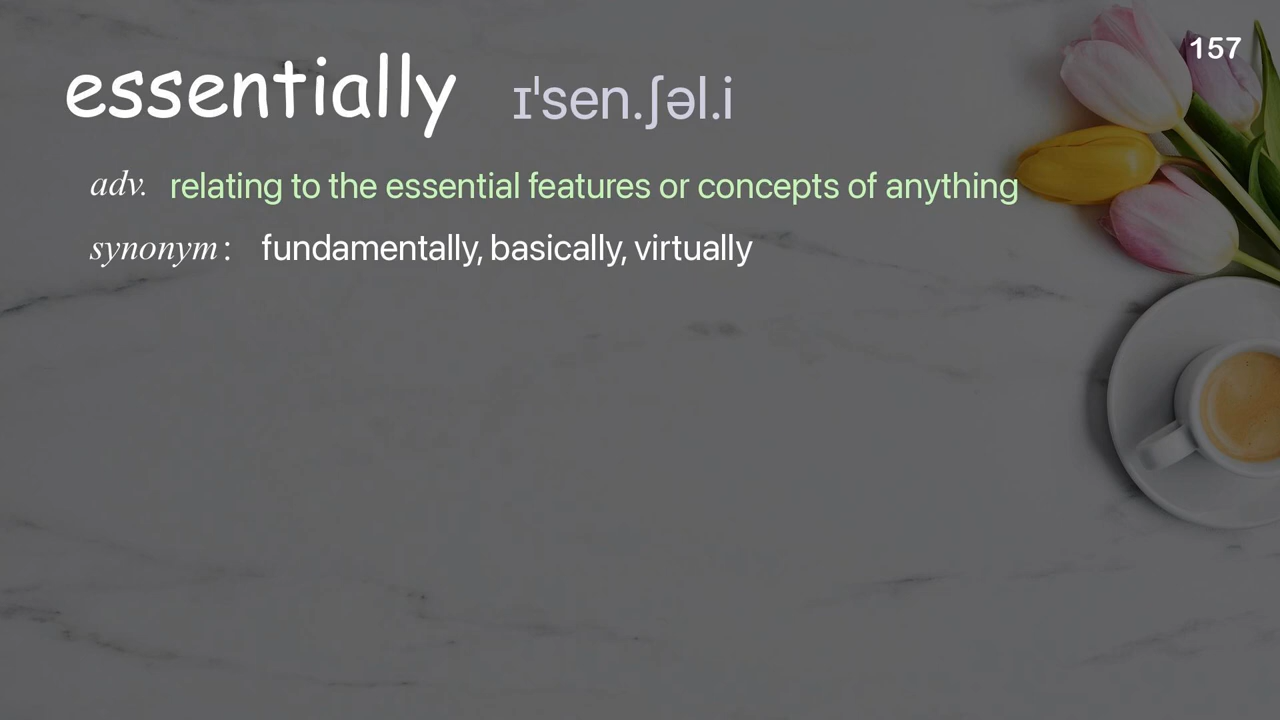 157
essentially ɪˈsen.ʃəl.i
adv. relating to the essential features or concepts of anything
synonym : fundamentally, basically, virtually